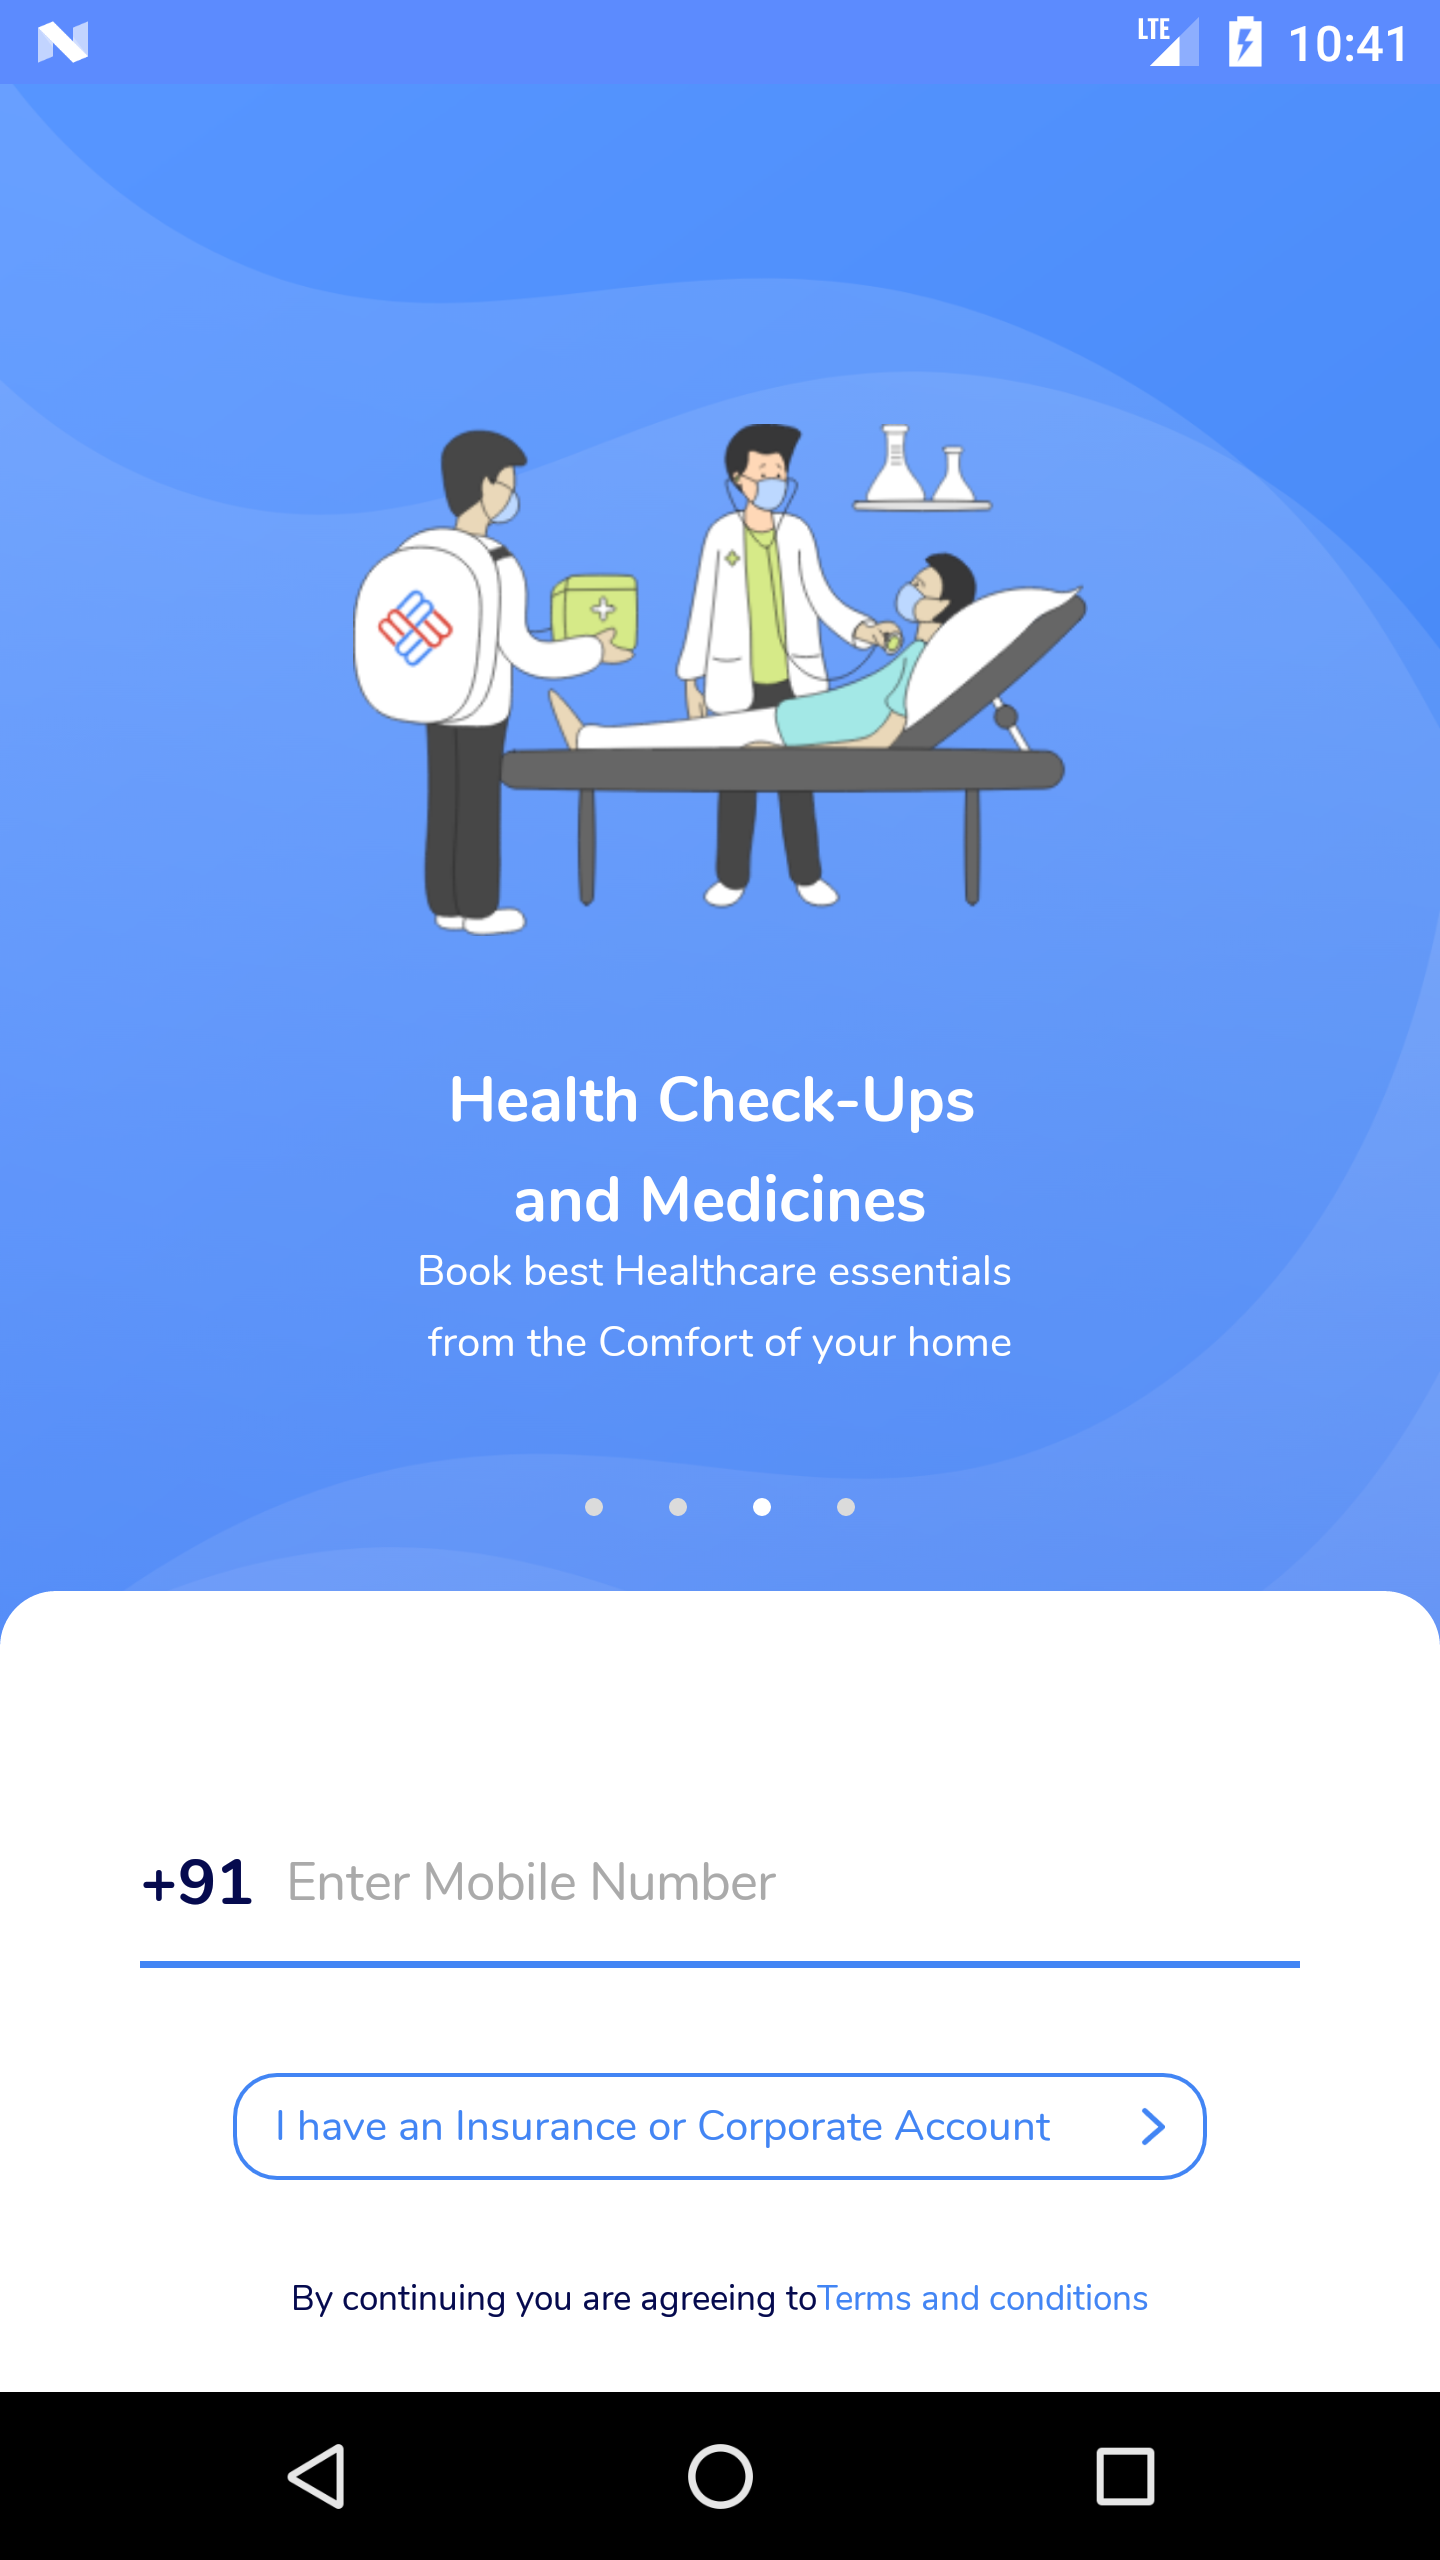 LTE 10:41
Health Check-Ups
and Medicines
Book best Healthcare essentials
from the Comfort of your home
+91 Enter Mobile Number
I have an Insurance or Corporate Account
By continuing you are agreeing toTerms and conditions